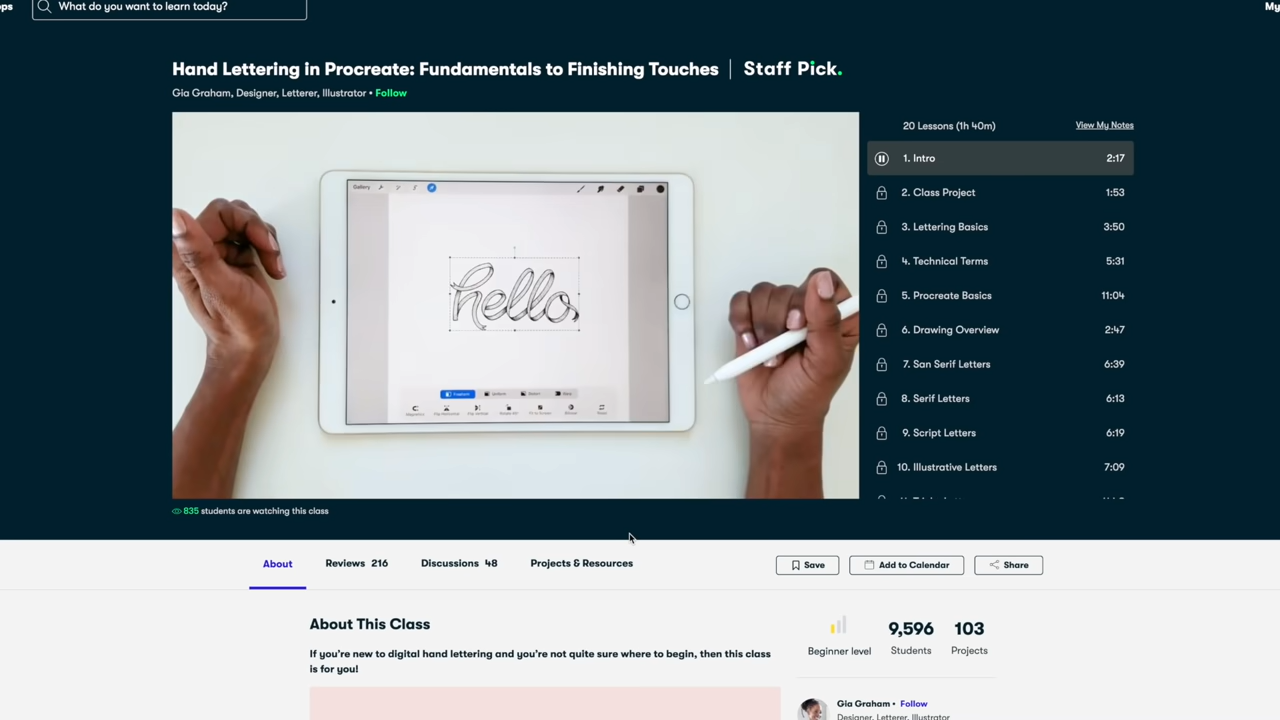 ps
What do you want to learn today?
My
Hand Lettering in Procreate: Fundamentals to Finishing Touches | Staff Pick.
Gia Graham, Designer, Letterer, Illustrator • Follow
20 Lessons (1h 40m) View My Notes
1. Intro 2:17
2. Class Project 1:53
3. Lettering Basics 3:50
4. Technical Terms 5:31
5. Procreate Basics 11:04
6. Drawing Overview 2:47
7. San Serif Letters 6:39
8. Serif Letters 6:13
9. Script Letters 6:19
10. Illustrative Letters 7:09
Gallery
hello
835 students are watching this class
About Reviews 216 Discussions 48 Projects & Resources Save Add to Calendar Share
About This Class
If you're new to digital hand lettering and you're not quite sure where to begin, then this class
is for you!
9,596 103
Beginner level Students Projects
Gia Graham • Follow
Designer, Letterer, Illustrator